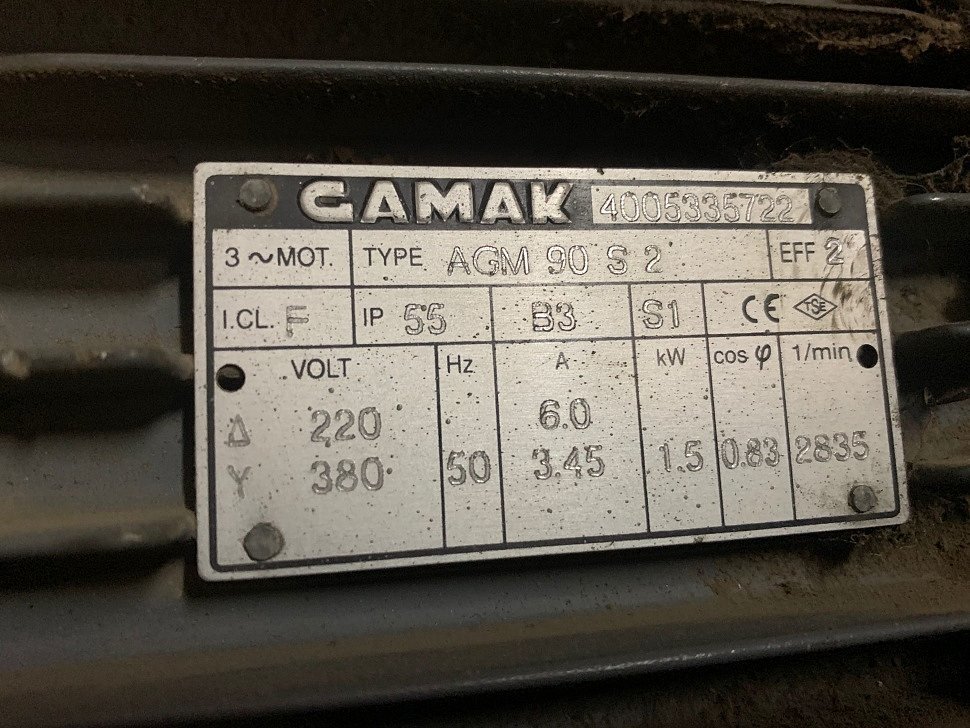 GAMAK 4005335722
3~MOT. TYPE AGM 90 S 2 EFF 2
I.CL. F IP 55 B3 S1 CE TSE
VOLT Hz A kW cos φ 1/min
Δ 220 6.0
Y 380 50 3.45 1.5 0.83 2835